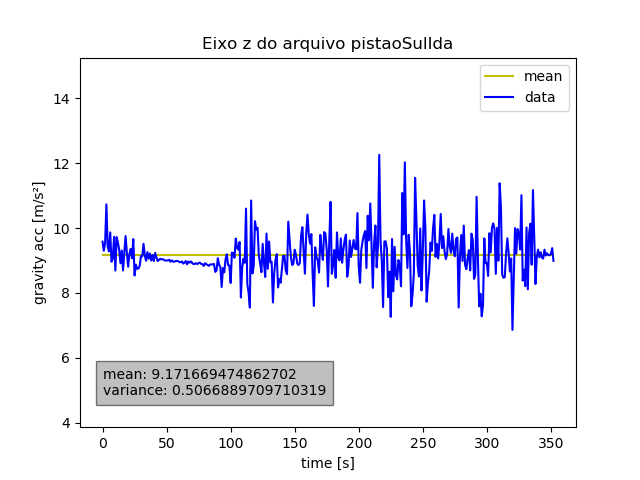 Eixo z do arquivo pistaoSulIda
mean
data
14
12
10
8
6
4
gravity acc [m/s²]
mean: 9.171669474862702
variance: 0.5066889709710319
0 50 100 150 200 250 300 350
time [s]